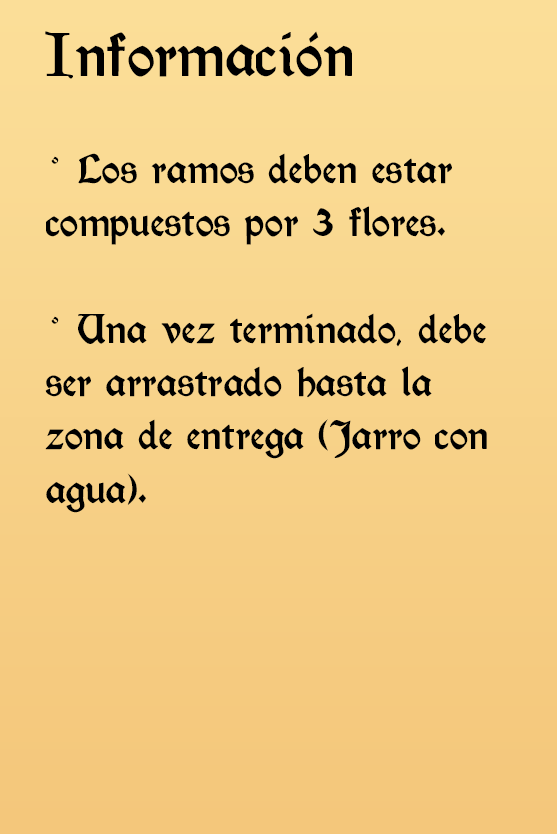 Información
° Los ramos deben estar
compuestos por 3 flores.
° Una vez terminado, debe
ser arrastrado hasta la
zona de entrega (Jarro con
agua).